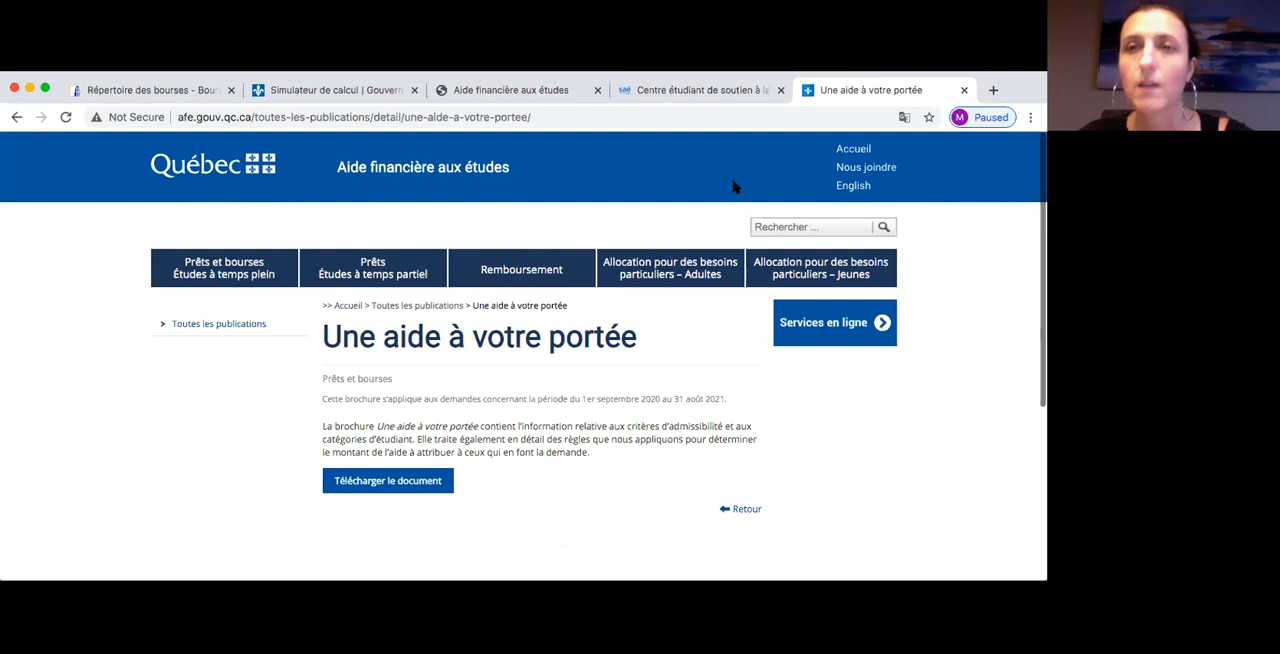 Répertoire des bourses - Bour
Simulateur de calcul | Gouvern
Aide financière aux études
saé
Centre étudiant de soutien à la
Une aide à votre portée
Not Secure
afe.gouv.qc.ca/toutes-les-publications/detail/une-aide-a-votre-portee/
M
Paused
Québec
Aide financière aux études
Accueil
Nous joindre
English
Rechercher ...
Prêts et bourses
Études à temps plein
Prêts
Études à temps partiel
Remboursement
Allocation pour des besoins
particuliers – Adultes
Allocation pour des besoins
particuliers – Jeunes
Toutes les publications
>> Accueil > Toutes les publications > Une aide à votre portée
Services en ligne
Une aide à votre portée
Prêts et bourses
Cette brochure s'applique aux demandes concernant la période du 1er septembre 2020 au 31 août 2021.
La brochure Une aide à votre portée contient l'information relative aux critères d'admissibilité et aux
catégories d'étudiant. Elle traite également en détail des règles que nous appliquons pour déterminer
le montant de l'aide à attribuer à ceux qui en font la demande.
Télécharger le document
Retour